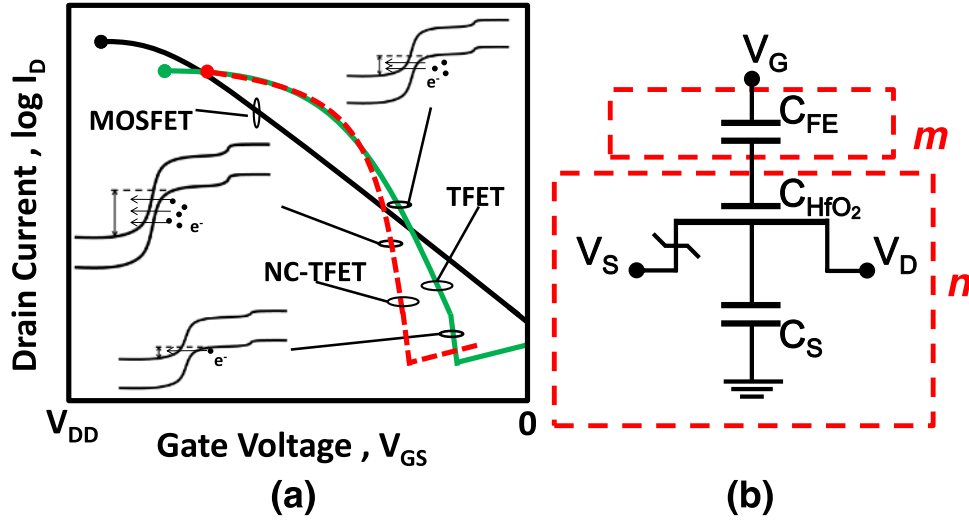 Drain Current , log I_D
MOSFET
e-
TFET
e-
NC-TFET
e-
V_DD
0
Gate Voltage , V_GS
(a)
V_G
C_FE
m
C_HfO₂
V_S
V_D
n
C_S
(b)